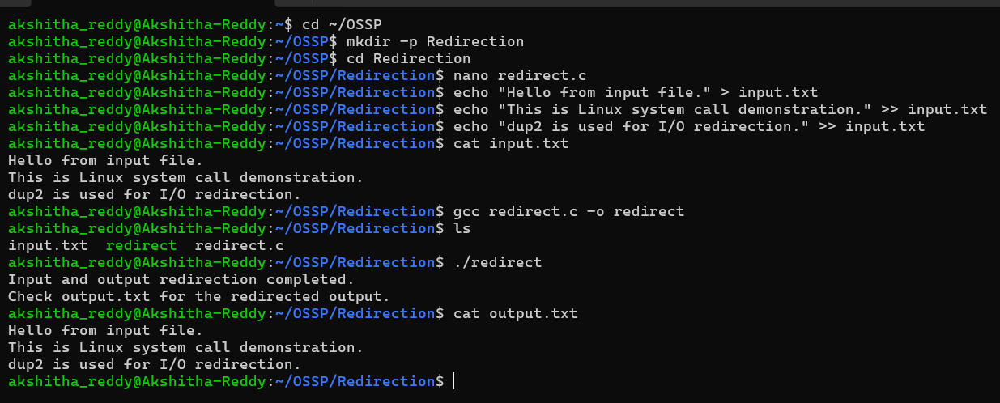 akshitha_reddy@Akshitha-Reddy:~$ cd ~/OSSP
akshitha_reddy@Akshitha-Reddy:~/OSSP$ mkdir -p Redirection
akshitha_reddy@Akshitha-Reddy:~/OSSP$ cd Redirection
akshitha_reddy@Akshitha-Reddy:~/OSSP/Redirection$ nano redirect.c
akshitha_reddy@Akshitha-Reddy:~/OSSP/Redirection$ echo "Hello from input file." > input.txt
akshitha_reddy@Akshitha-Reddy:~/OSSP/Redirection$ echo "This is Linux system call demonstration." >> input.txt
akshitha_reddy@Akshitha-Reddy:~/OSSP/Redirection$ echo "dup2 is used for I/O redirection." >> input.txt
akshitha_reddy@Akshitha-Reddy:~/OSSP/Redirection$ cat input.txt
Hello from input file.
This is Linux system call demonstration.
dup2 is used for I/O redirection.
akshitha_reddy@Akshitha-Reddy:~/OSSP/Redirection$ gcc redirect.c -o redirect
akshitha_reddy@Akshitha-Reddy:~/OSSP/Redirection$ ls
input.txt  redirect  redirect.c
akshitha_reddy@Akshitha-Reddy:~/OSSP/Redirection$ ./redirect
Input and output redirection completed.
Check output.txt for the redirected output.
akshitha_reddy@Akshitha-Reddy:~/OSSP/Redirection$ cat output.txt
Hello from input file.
This is Linux system call demonstration.
dup2 is used for I/O redirection.
akshitha_reddy@Akshitha-Reddy:~/OSSP/Redirection$